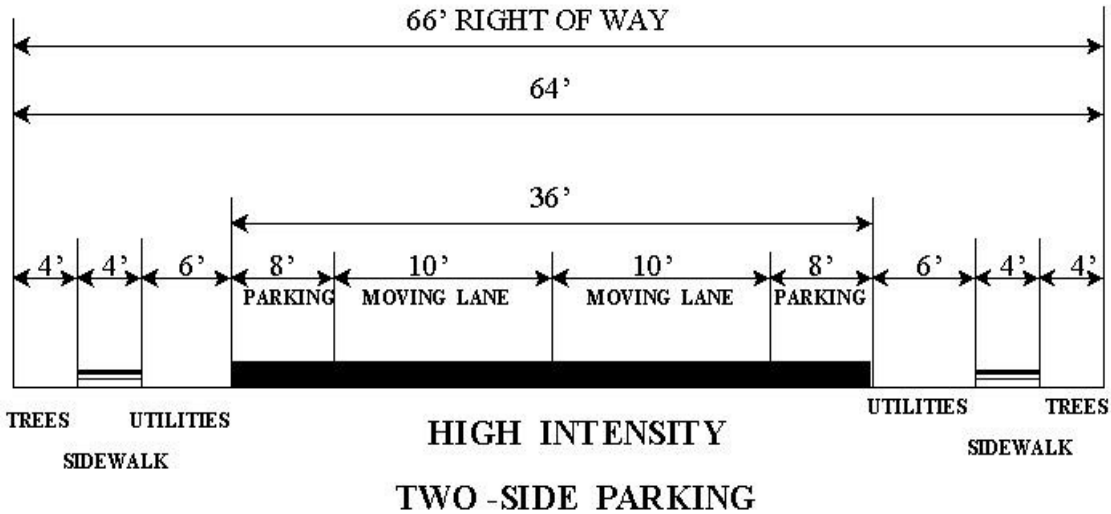 66’ RIGHT OF WAY
64’
36’
4’ 4’ 6’ 8’ 10’ 10’ 8’ 6’ 4’ 4’
PARKING MOVING LANE MOVING LANE PARKING
TREES UTILITIES UTILITIES TREES
SIDEWALK SIDEWALK
HIGH INTENSITY
TWO -SIDE PARKING